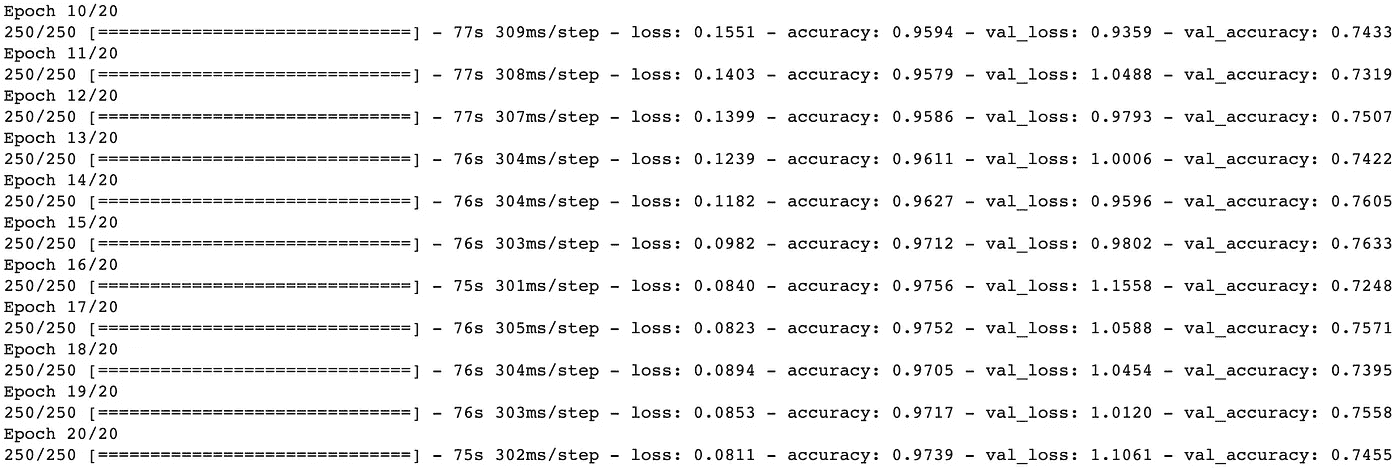 Epoch 10/20
250/250 [==============================] - 77s 309ms/step - loss: 0.1551 - accuracy: 0.9594 - val_loss: 0.9359 - val_accuracy: 0.7433
Epoch 11/20
250/250 [==============================] - 77s 308ms/step - loss: 0.1403 - accuracy: 0.9579 - val_loss: 1.0488 - val_accuracy: 0.7319
Epoch 12/20
250/250 [==============================] - 77s 307ms/step - loss: 0.1399 - accuracy: 0.9586 - val_loss: 0.9793 - val_accuracy: 0.7507
Epoch 13/20
250/250 [==============================] - 76s 304ms/step - loss: 0.1239 - accuracy: 0.9611 - val_loss: 1.0006 - val_accuracy: 0.7422
Epoch 14/20
250/250 [==============================] - 76s 304ms/step - loss: 0.1182 - accuracy: 0.9627 - val_loss: 0.9596 - val_accuracy: 0.7605
Epoch 15/20
250/250 [==============================] - 76s 303ms/step - loss: 0.0982 - accuracy: 0.9712 - val_loss: 0.9802 - val_accuracy: 0.7633
Epoch 16/20
250/250 [==============================] - 75s 301ms/step - loss: 0.0840 - accuracy: 0.9756 - val_loss: 1.1558 - val_accuracy: 0.7248
Epoch 17/20
250/250 [==============================] - 76s 305ms/step - loss: 0.0823 - accuracy: 0.9752 - val_loss: 1.0588 - val_accuracy: 0.7571
Epoch 18/20
250/250 [==============================] - 76s 304ms/step - loss: 0.0894 - accuracy: 0.9705 - val_loss: 1.0454 - val_accuracy: 0.7395
Epoch 19/20
250/250 [==============================] - 76s 303ms/step - loss: 0.0853 - accuracy: 0.9717 - val_loss: 1.0120 - val_accuracy: 0.7558
Epoch 20/20
250/250 [==============================] - 75s 302ms/step - loss: 0.0811 - accuracy: 0.9739 - val_loss: 1.1061 - val_accuracy: 0.7455